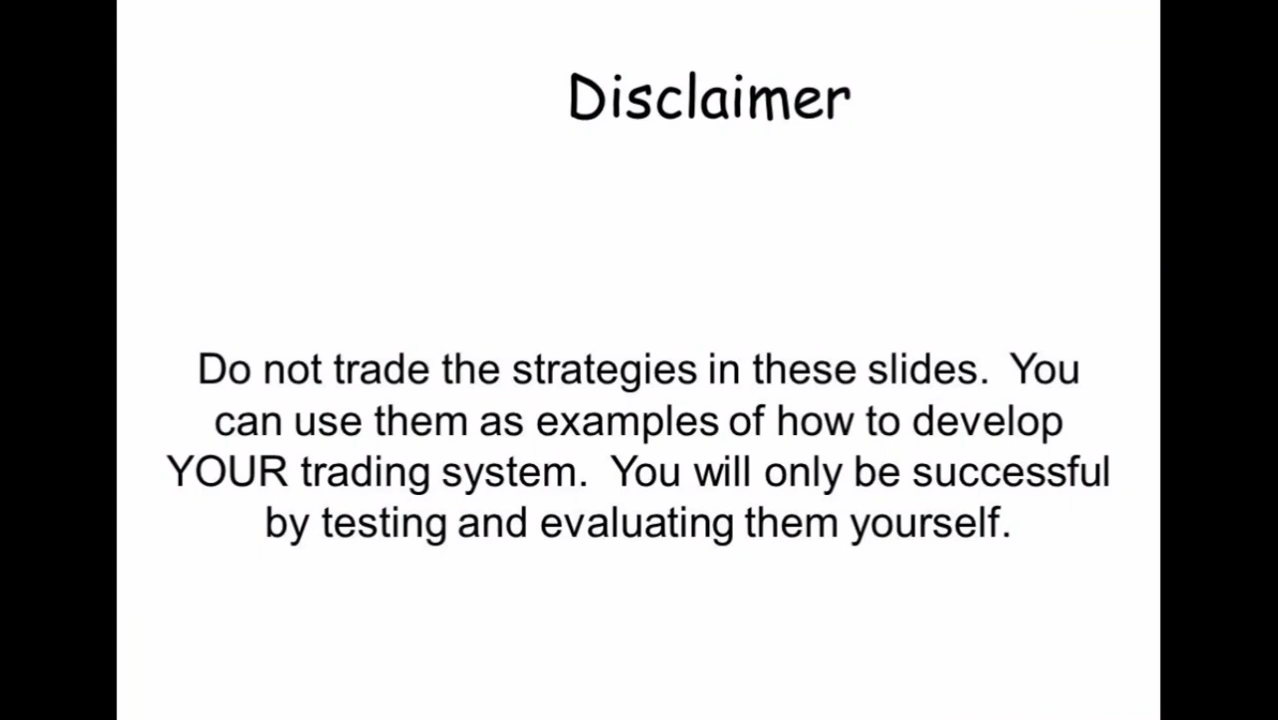 Disclaimer
Do not trade the strategies in these slides.  You
can use them as examples of how to develop
YOUR trading system.  You will only be successful
by testing and evaluating them yourself.